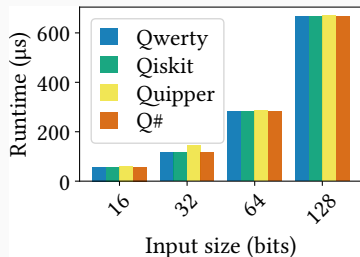 Runtime (µs)
600
400
200
0
Qwerty
Qiskit
Quipper
Q#
16
32
64
128
Input size (bits)